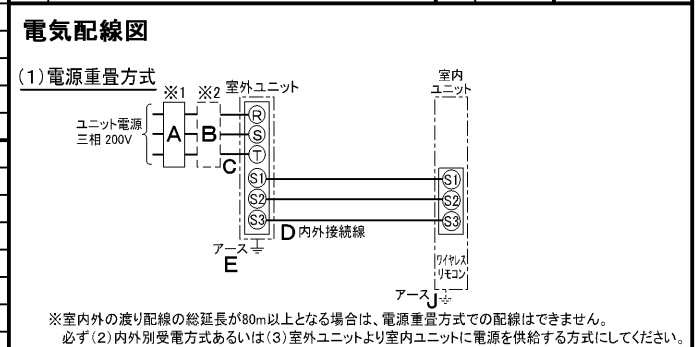 電気配線図
(1)電源重畳方式
※1 ※2 室外ユニット
室内
ユニット
ユニット電源
三相 200V
A
B
C
R
S
T
S1
S2
S3
S1
S2
S3
D 内外接続線
アース
E
ワイヤレス
リモコン
アース J
※室内外の渡り配線の総延長が80m以上となる場合は、電源重畳方式での配線はできません。
必ず(2)内外別受電方式あるいは(3)室外ユニットより室内ユニットに電源を供給する方式にしてください。